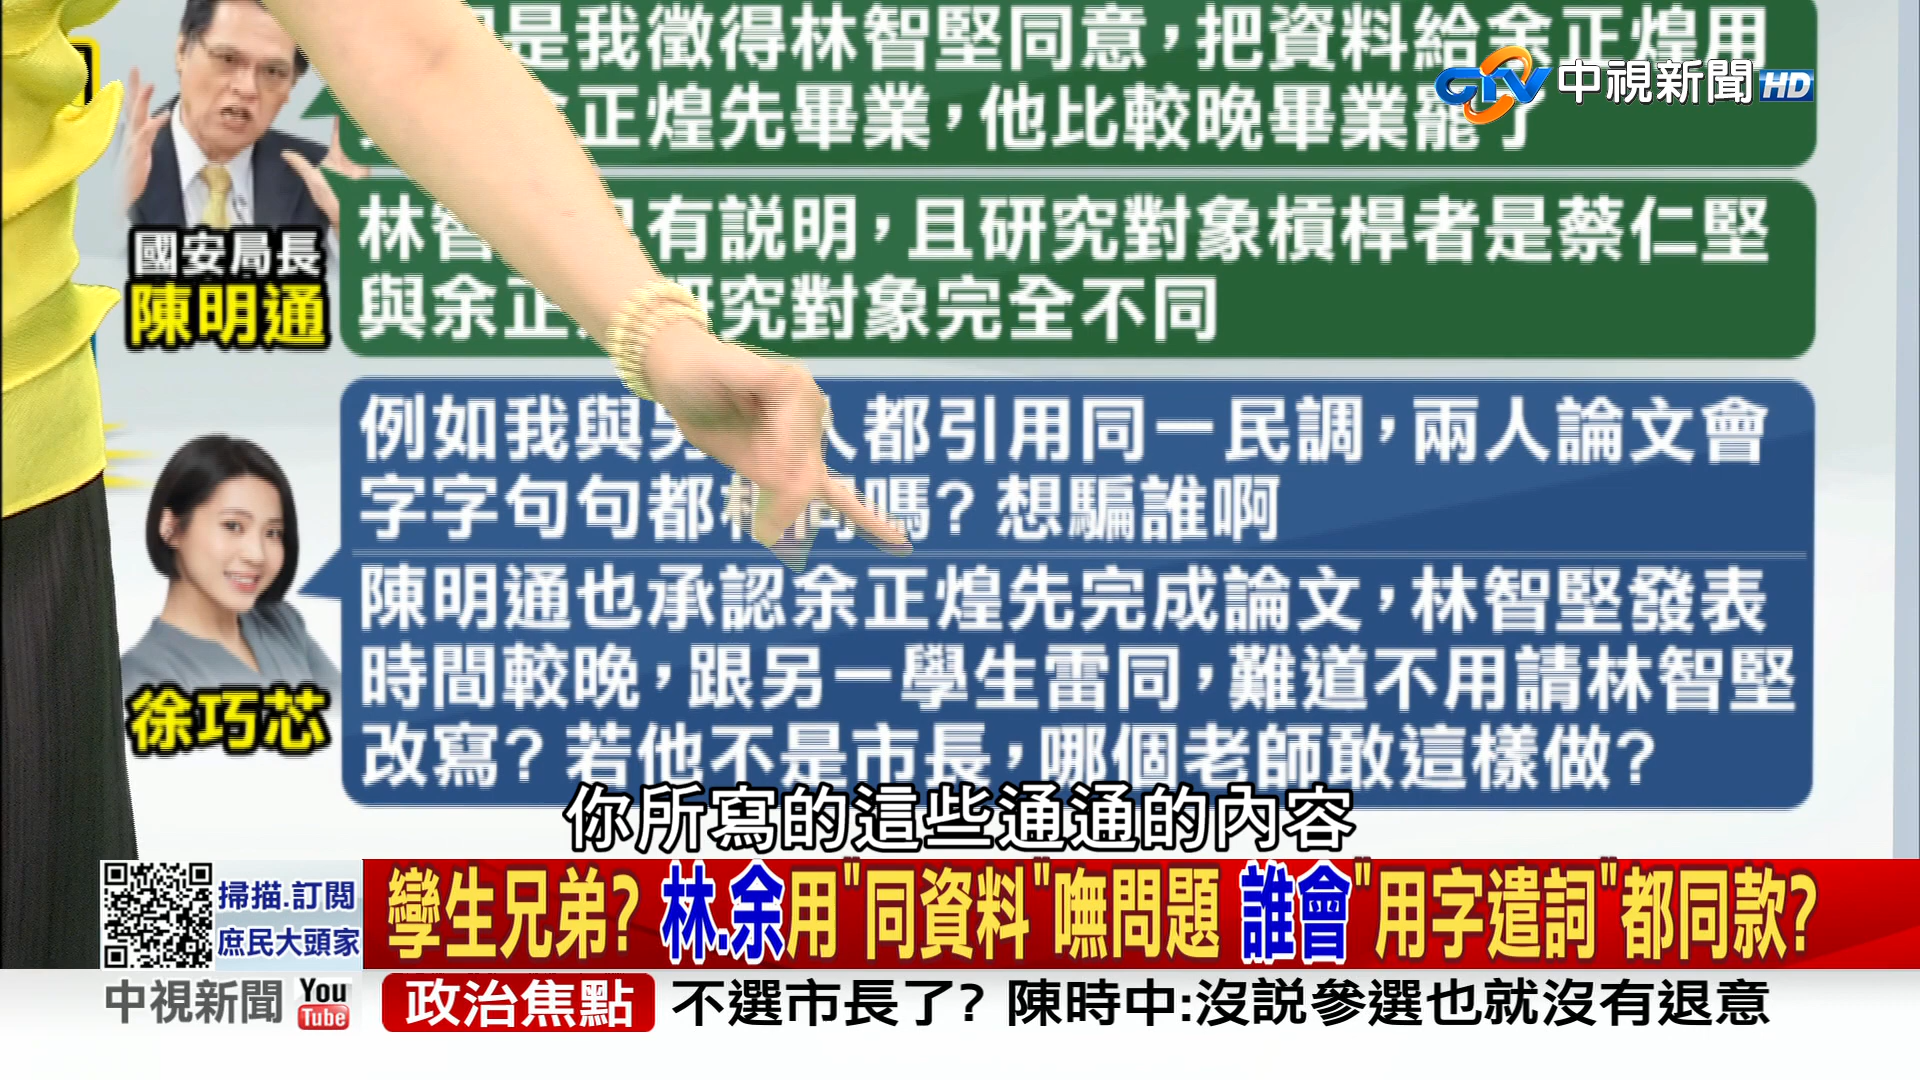 是我徵得林智堅同意，把資料給余正煌用
正煌先畢業，他比較晚畢業罷了
CTV中視新聞HD
林智 有説明，且研究對象槓桿者是蔡仁堅
與余正 研究對象完全不同
國安局長
陳明通
例如我與另 人都引用同一民調，兩人論文會
字字句句都相同嗎？想騙誰啊
陳明通也承認余正煌先完成論文，林智堅發表
時間較晚，跟另一學生雷同，難道不用請林智堅
改寫？若他不是市長，哪個老師敢這樣做？
徐巧芯
你所寫的這些通通的內容
掃描.訂閱
庶民大頭家
孿生兄弟？林.余用"同資料"嘸問題 誰會"用字遣詞"都同款？
中視新聞 YouTube
政治焦點 不選市長了？陳時中:沒説參選也就沒有退意